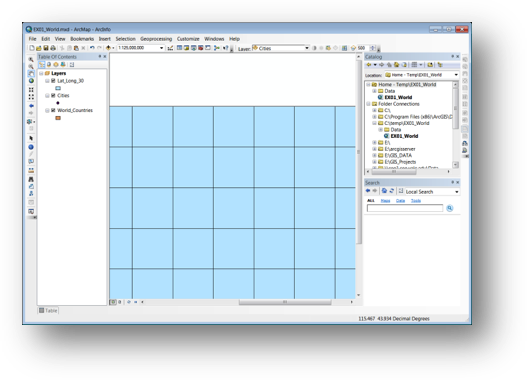 EX01_World.mxd - ArcMap - ArcInfo
File Edit View Bookmarks Insert Selection Geoprocessing Customize Windows Help
1:125,000,000
Layer: Cities
500
Table Of Contents
Layers
Lat_Long_30
Cities
World_Countries
Table
Catalog
Location: Home - Temp\EX01_World
Home - Temp\EX01_World
Data
EX01_World
Folder Connections
C:\
C:\Program Files (x86)\ArcGIS\D
C:\temp\EX01_World
Data
EX01_World
E:\
E:\arcgisserver
E:\GIS_DATA
E:\GIS_Projects
Search
Local Search
ALL Maps Data Tools
115.467 43.934 Decimal Degrees